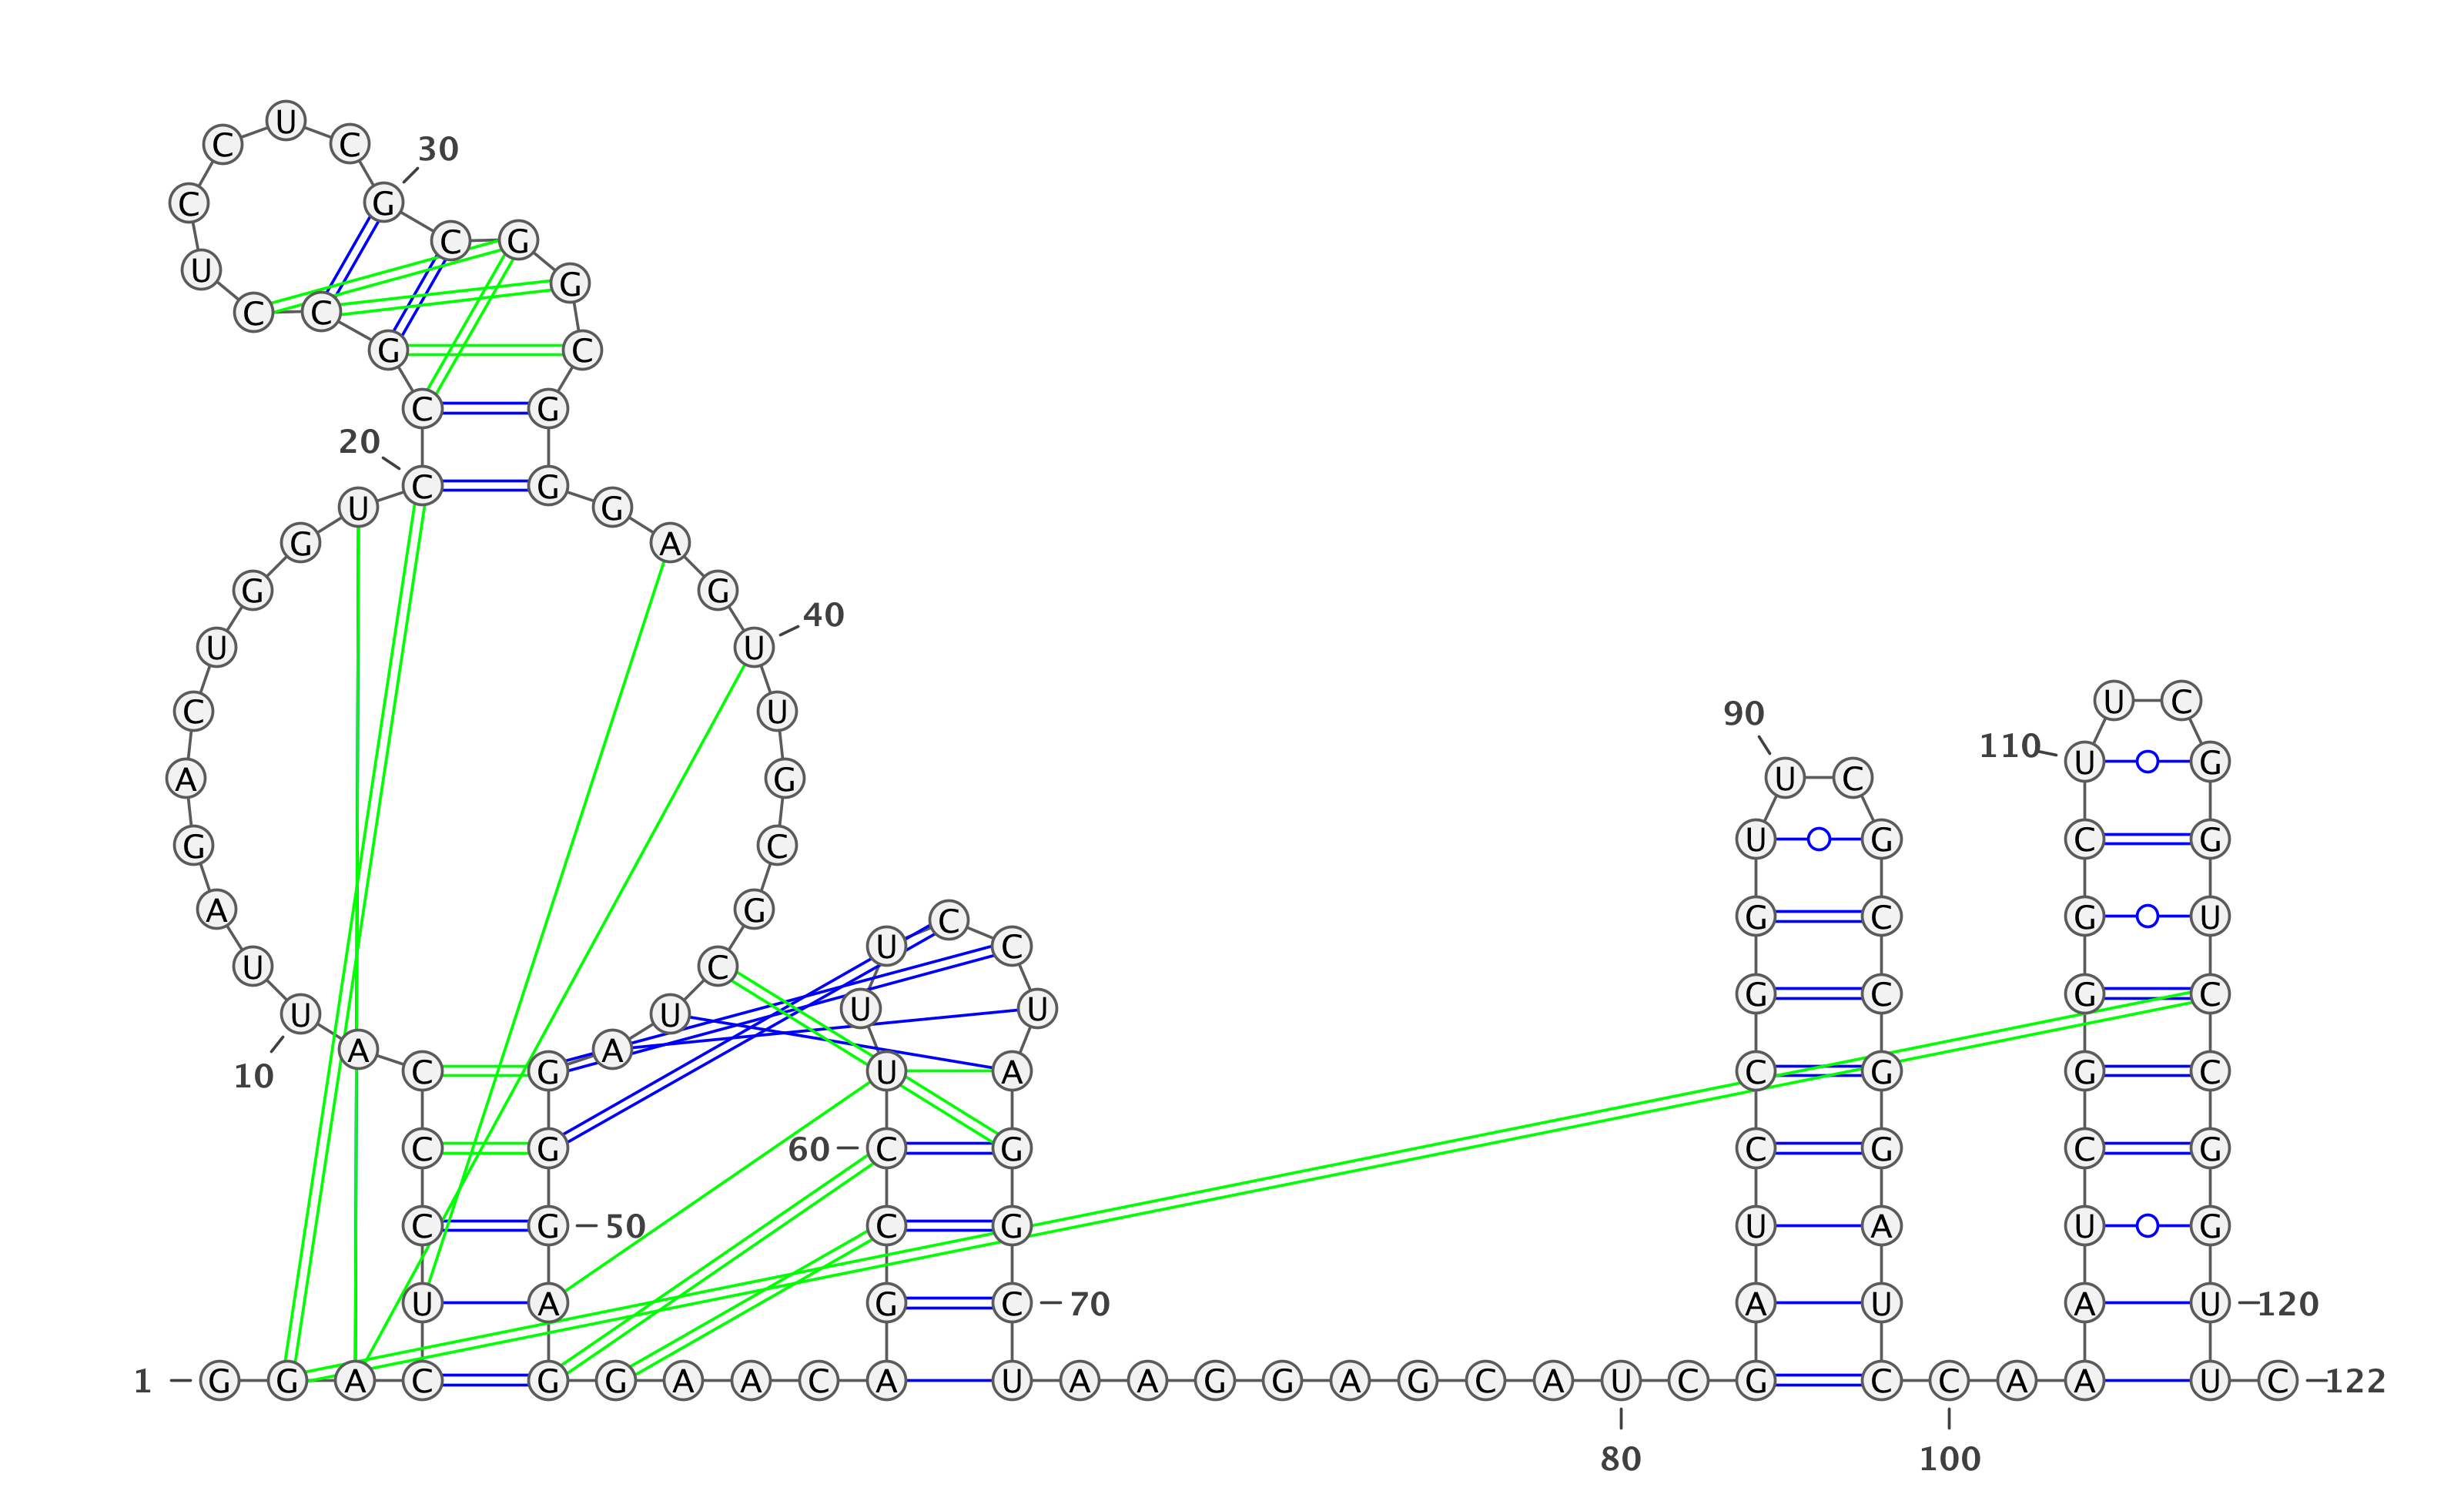 U
C C 30
C G
C G
U G
C C
G C
C G
20
C G
U G
G A
G G
40
U U
U C
C U 90
110 U G
A G U C
G C U G C G
A G C G C G U
U C
U C G C G C
U U U U
A A
10 C G U A C G G C
C G 60 C G C G C G
C G 50 C G U A U G
U A G C 70 A U A U 120
1 G G A C G G A A C A U A A G G A G C A U C G C C A A U C 122
80 100